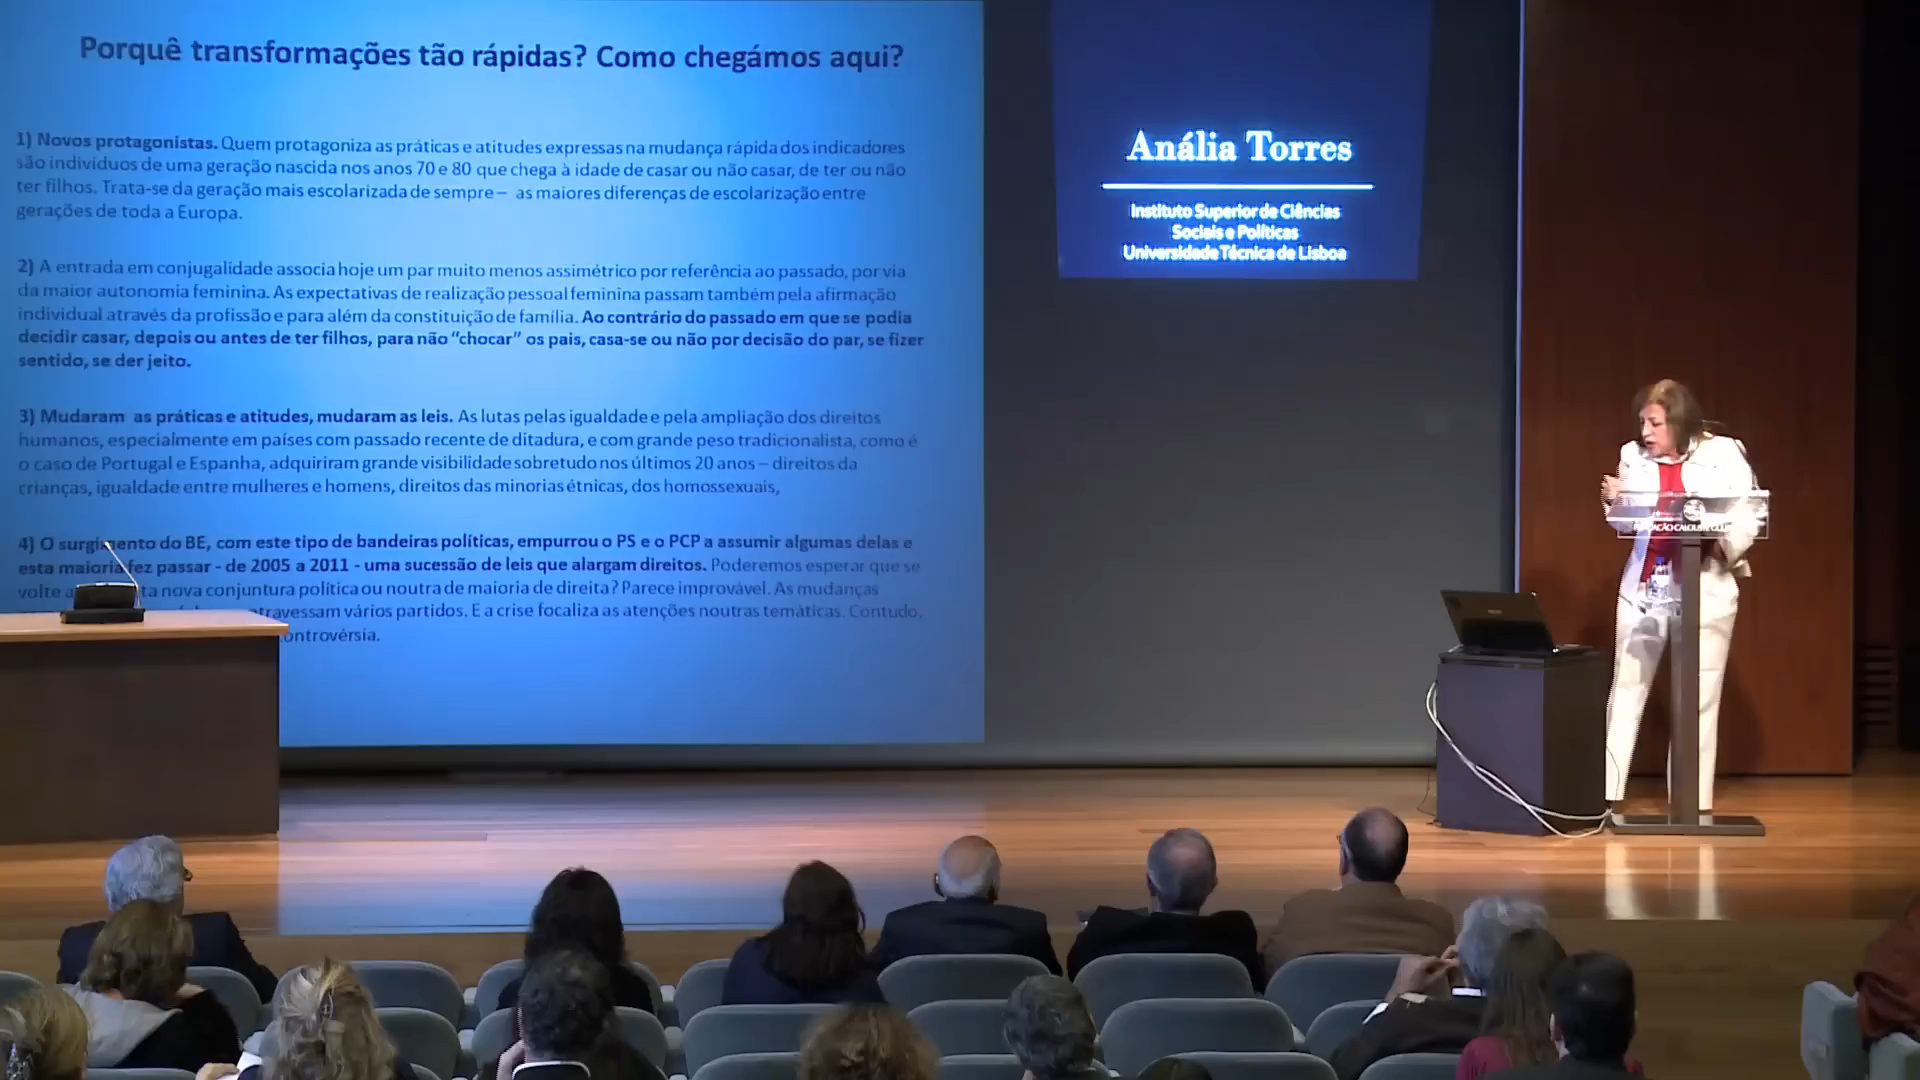 Porquê transformações tão rápidas? Como chegámos aqui?
1) Novos protagonistas. Quem protagoniza as práticas e atitudes expressas na mudança rápida dos indicadores
são indivíduos de uma geração nascida nos anos 70 e 80 que chega à idade de casar ou não casar, de ter ou não
ter filhos. Trata-se da geração mais escolarizada de sempre – as maiores diferenças de escolarização entre
gerações de toda a Europa.
2) A entrada em conjugalidade associa hoje um par muito menos assimétrico por referência ao passado, por via
da maior autonomia feminina. As expectativas de realização pessoal feminina passam também pela afirmação
individual através da profissão e para além da constituição de família. Ao contrário do passado em que se podia
decidir casar, depois ou antes de ter filhos, para não “chocar” os pais, casa-se ou não por decisão do par, se fizer
sentido, se der jeito.
3) Mudaram as práticas e atitudes, mudaram as leis. As lutas pelas igualdade e pela ampliação dos direitos
humanos, especialmente em países com passado recente de ditadura, e com grande peso tradicionalista, como é
o caso de Portugal e Espanha, adquiriram grande visibilidade sobretudo nos últimos 20 anos – direitos da
crianças, igualdade entre mulheres e homens, direitos das minorias étnicas, dos homossexuais,
4) O surgimento do BE, com este tipo de bandeiras políticas, empurrou o PS e o PCP a assumir algumas delas e
esta maioria fez passar - de 2005 a 2011 - uma sucessão de leis que alargam direitos. Poderemos esperar que se
volte nova conjuntura política ou noutra de maioria de direita? Parece improvável. As mudanças
atravessam vários partidos. E a crise focaliza as atenções noutras temáticas. Contudo,
controvérsia.
Anália Torres
Instituto Superior de Ciências
Sociais e Políticas
Universidade Técnica de Lisboa